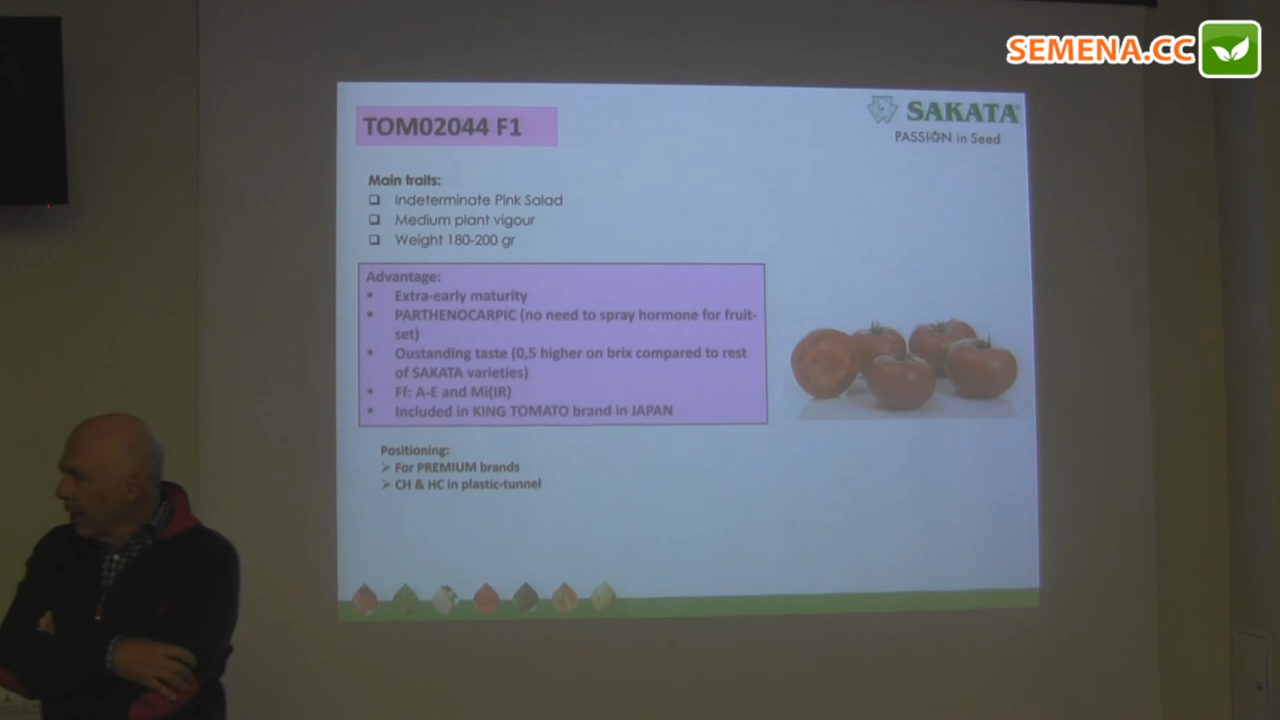 SEMENA.CC
SAKATA
PASSION in Seed
TOM02044 F1
Main traits:
Indeterminate Pink Salad
Medium plant vigour
Weight 180-200 gr
Advantage:
Extra-early maturity
PARTHENOCARPIC (no need to spray hormone for fruit-
set)
Oustanding taste (0,5 higher on brix compared to rest
of SAKATA varieties)
Ff: A-E and Mi(IR)
Included in KING TOMATO brand in JAPAN
Positioning:
For PREMIUM brands
CH & HC in plastic-tunnel